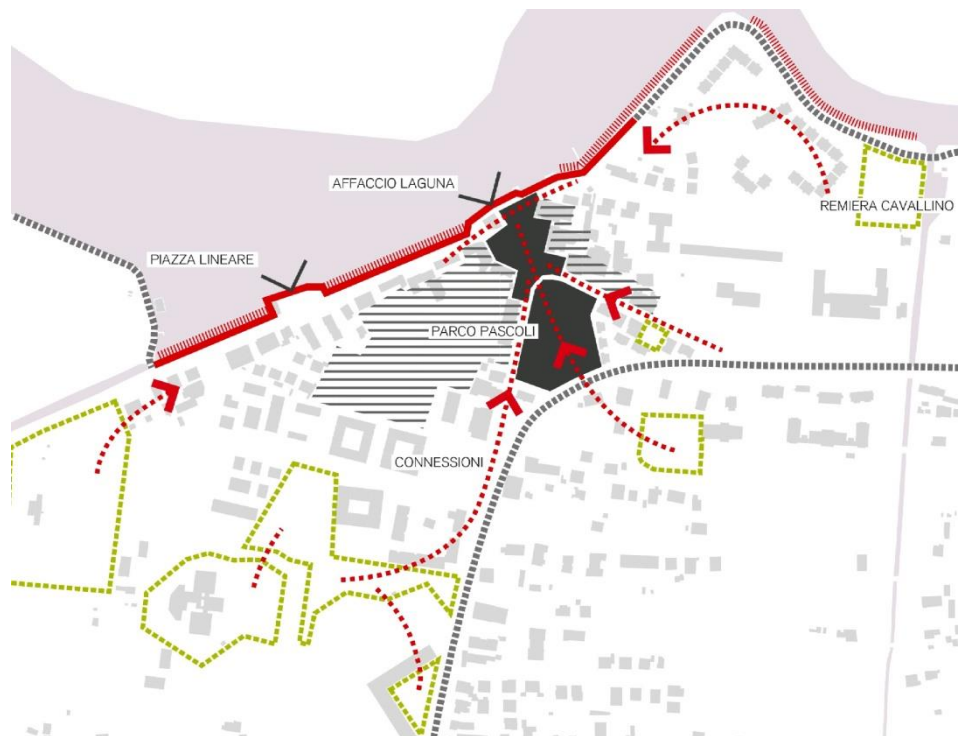 AFFACCIO LAGUNA
REMIERA CAVALLINO
PIAZZA LINEARE
PARCO PASCOLI
CONNESSIONI